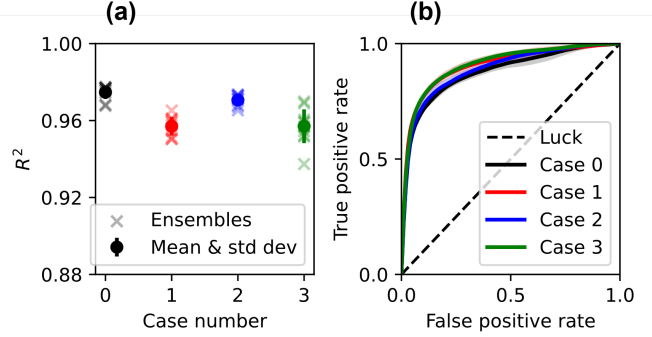 (a)
1.00
0.96
0.92
0.88
R²
Ensembles
Mean & std dev
0
1
2
3
Case number
(b)
1.0
0.5
0.0
True positive rate
Luck
Case 0
Case 1
Case 2
Case 3
0.0
0.5
1.0
False positive rate